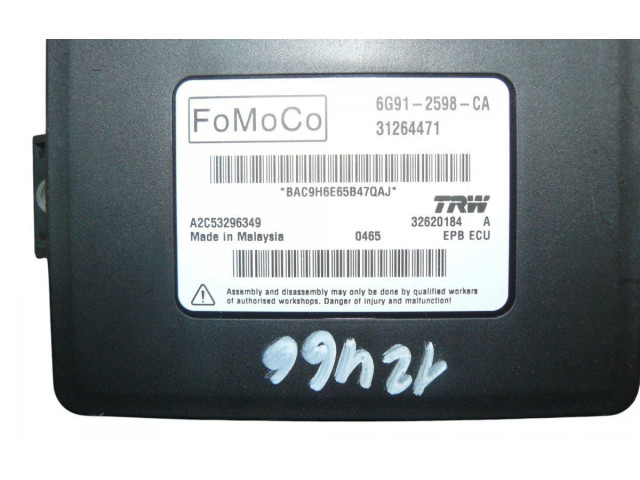 FoMoCo
6G91-2598-CA
31264471
*BAC9H6E65B47QAJ*
TRW
A2C53296349 32620184 A
Made in Malaysia 0465 EPB ECU
Assembly and disassembly may only be done by qualified workers
of authorised workshops. Danger of injury and malfunction!
12466